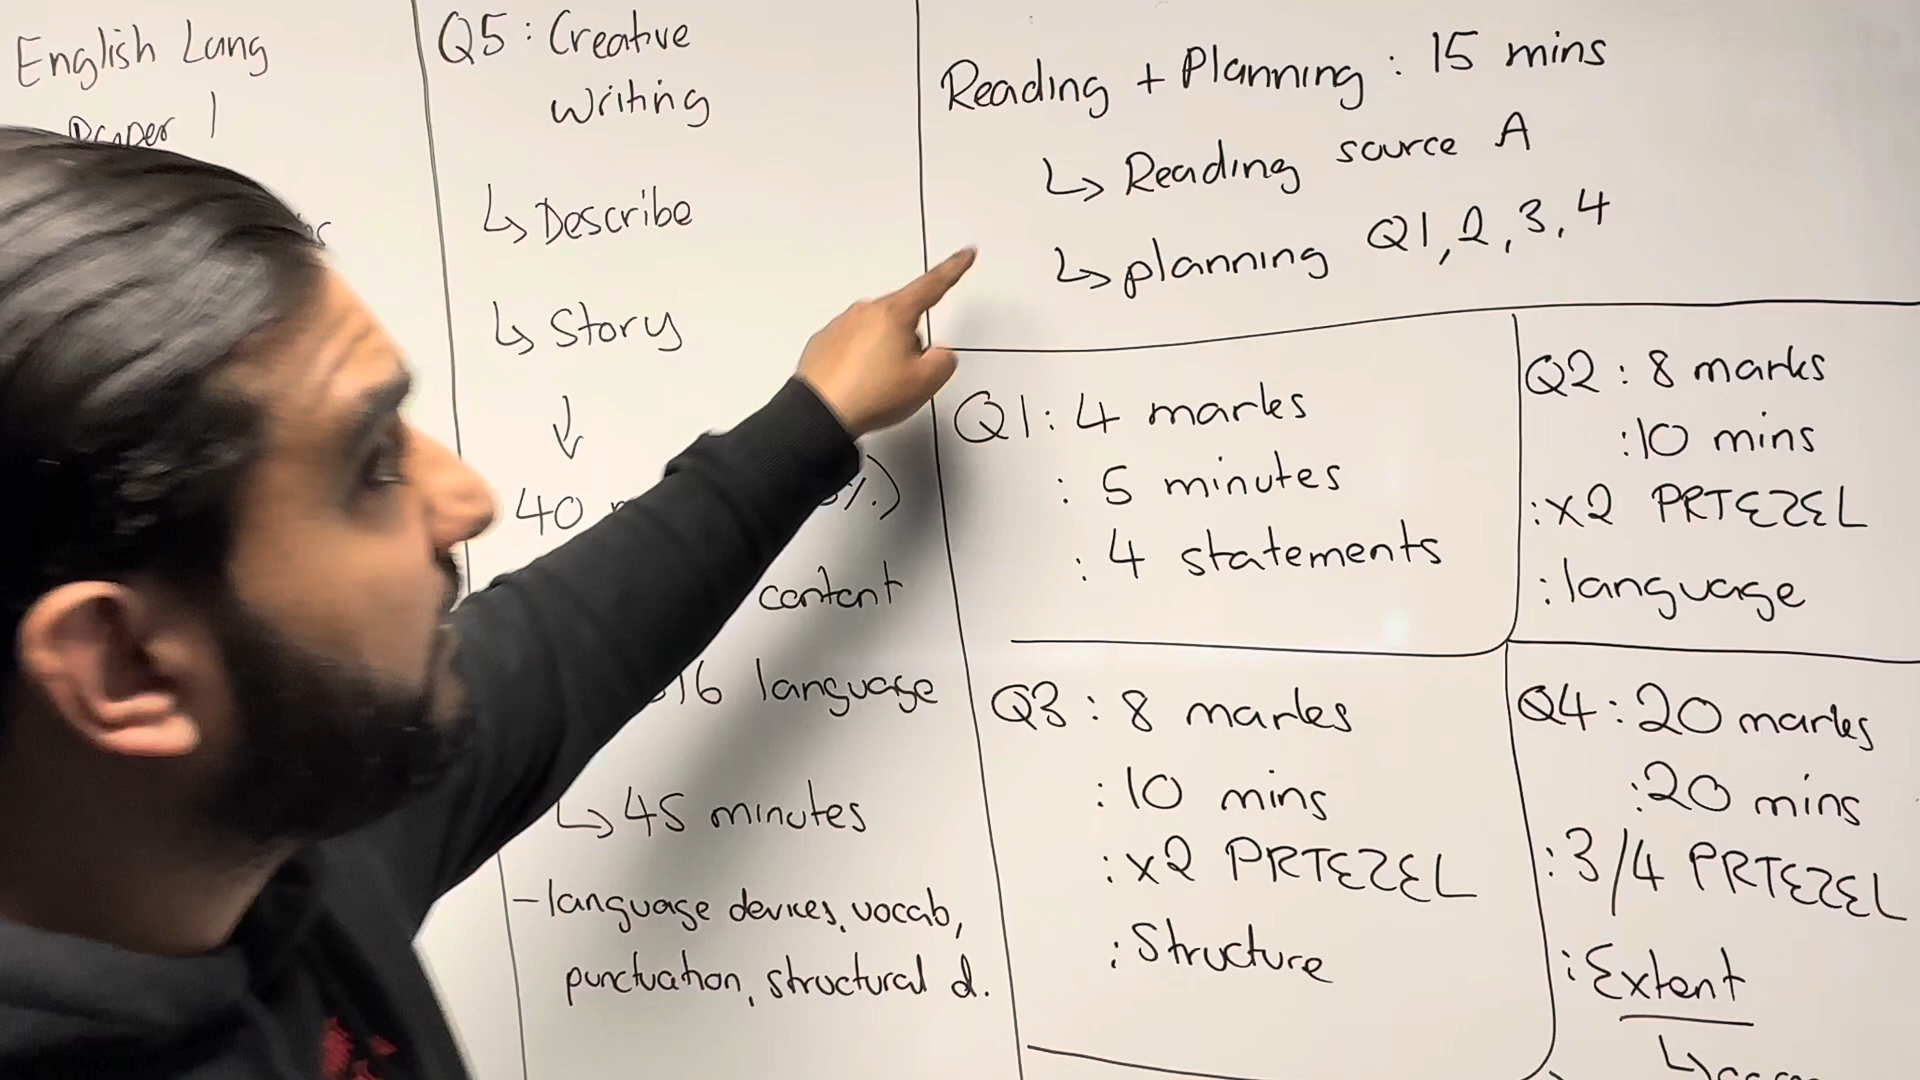 English Lang
Paper 1
Q5: Creative
writing
↳ Describe
↳ Story
↓
40
%)
content
16 language
↳ 45 minutes
- language devices, vocab,
punctuation, structural d.
Reading + Planning: 15 mins
↳ Reading source A
↳ planning Q1, 2, 3, 4
Q1: 4 marks
: 5 minutes
: 4 statements
Q2: 8 marks
: 10 mins
: x2 PRTEZEL
: language
Q3: 8 marks
: 10 mins
: x2 PRTEZEL
: Structure
Q4: 20 marks
: 20 mins
: 3/4 PRTEZEL
: Extent